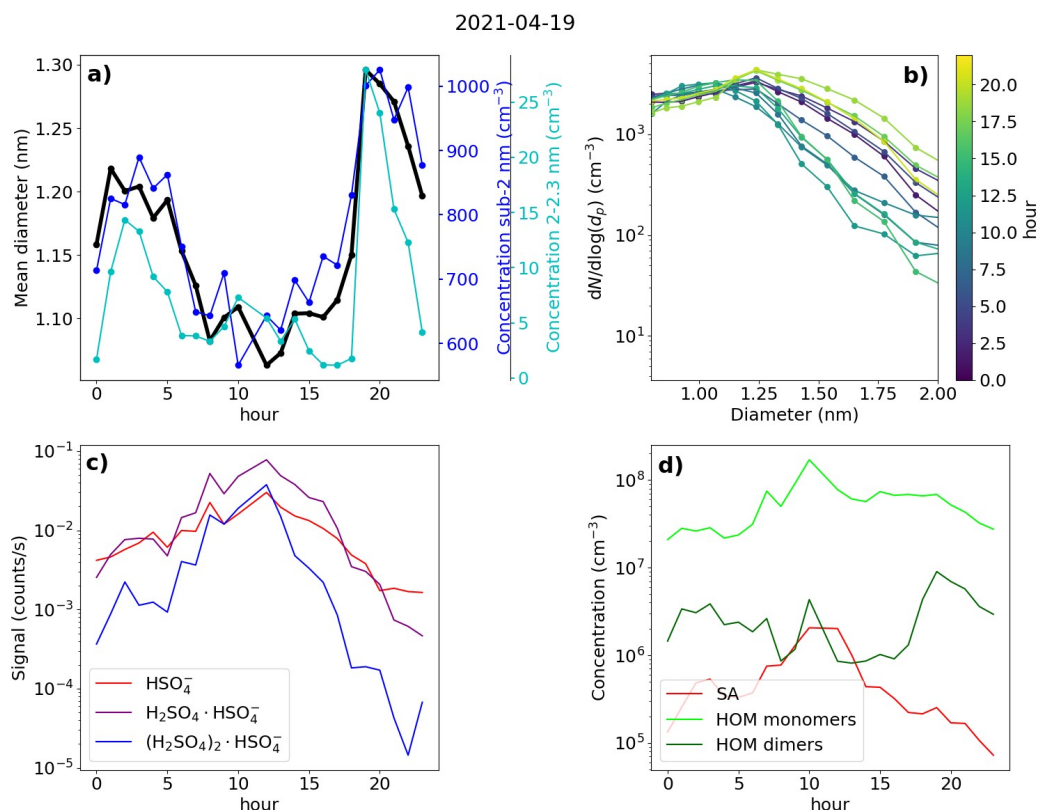 2021-04-19
a)
1.30
1.25
1.20
1.15
1.10
Mean diameter (nm)
0 5 10 15 20
hour
1000
900
800
700
600
Concentration sub-2 nm (cm⁻³)
25
20
15
10
5
0
Concentration 2-2.3 nm (cm⁻³)
b)
10³
10²
10¹
dN/dlog(dₚ) (cm⁻³)
1.00 1.25 1.50 1.75 2.00
Diameter (nm)
20.0
17.5
15.0
12.5
10.0
7.5
5.0
2.5
0.0
hour
c)
10⁻¹
10⁻²
10⁻³
10⁻⁴
10⁻⁵
Signal (counts/s)
HSO₄⁻
H₂SO₄ · HSO₄⁻
(H₂SO₄)₂ · HSO₄⁻
0 5 10 15 20
hour
d)
10⁸
10⁷
10⁶
10⁵
Concentration (cm⁻³)
SA
HOM monomers
HOM dimers
0 5 10 15 20
hour